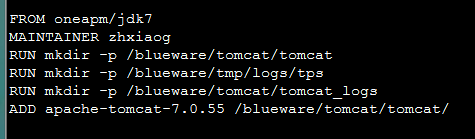 FROM oneapm/jdk7
MAINTAINER zhxiaog
RUN mkdir -p /blueware/tomcat/tomcat
RUN mkdir -p /blueware/tmp/logs/tps
RUN mkdir -p /blueware/tomcat/tomcat_logs
ADD apache-tomcat-7.0.55 /blueware/tomcat/tomcat/